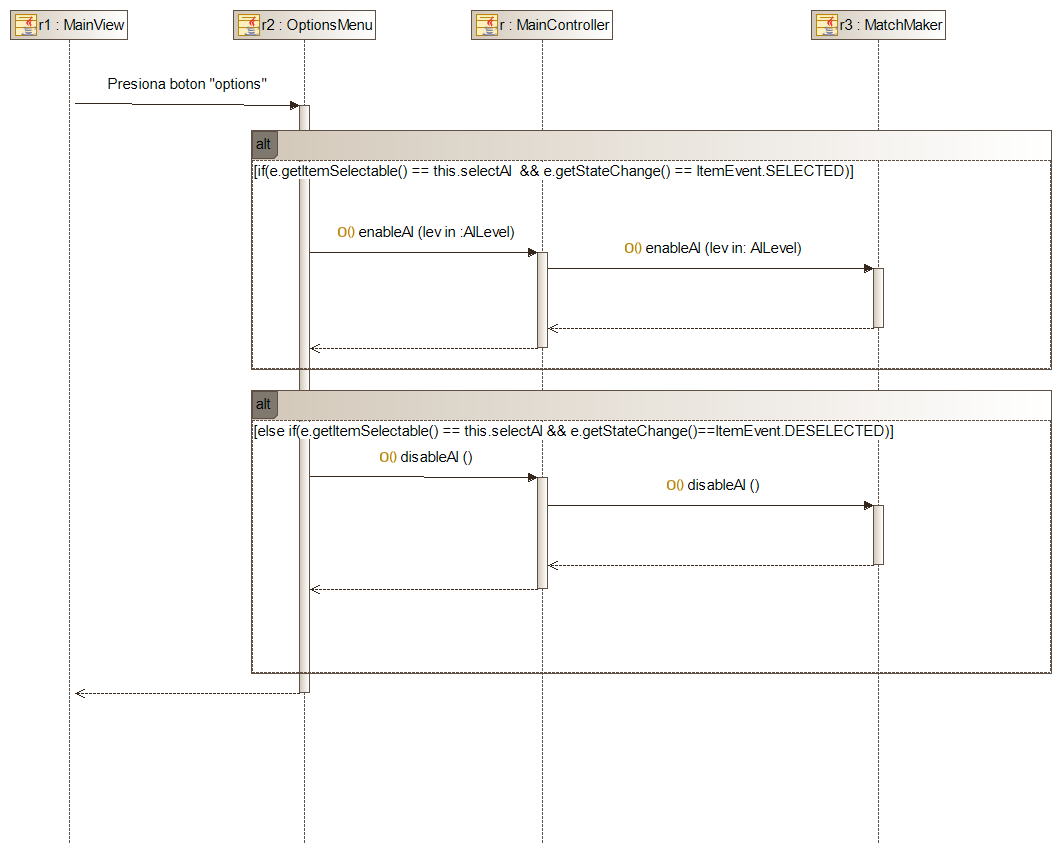 r1 : MainView
r2 : OptionsMenu
r : MainController
r3 : MatchMaker
Presiona boton "options"
alt
[if(e.getItemSelectable() == this.selectAI && e.getStateChange() == ItemEvent.SELECTED)]
O() enableAI (lev in :AILevel)
O() enableAI (lev in: AILevel)
alt
[else if(e.getItemSelectable() == this.selectAI && e.getStateChange()==ItemEvent.DESELECTED)]
O() disableAI ()
O() disableAI ()